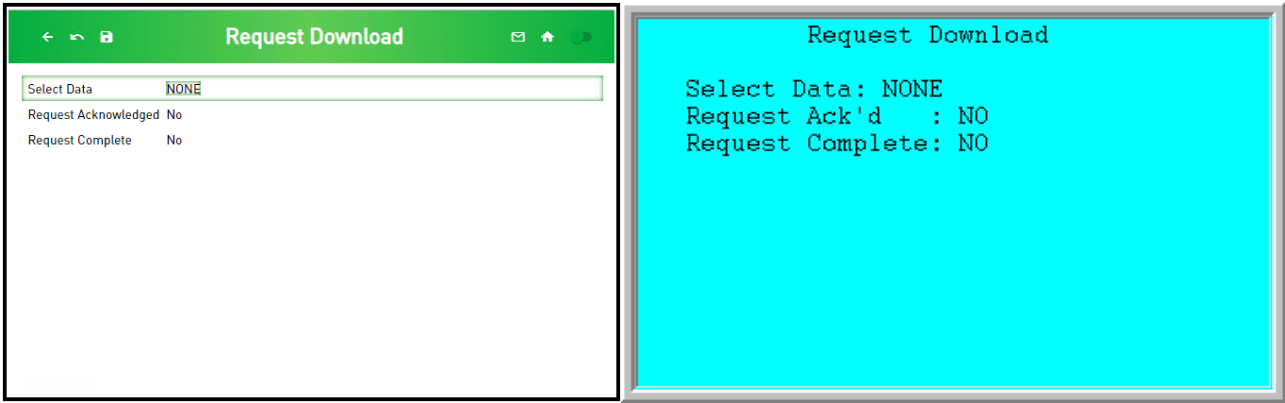 Request Download
Select Data NONE
Request Acknowledged No
Request Complete No
Request Download
Select Data: NONE
Request Ack'd : NO
Request Complete: NO